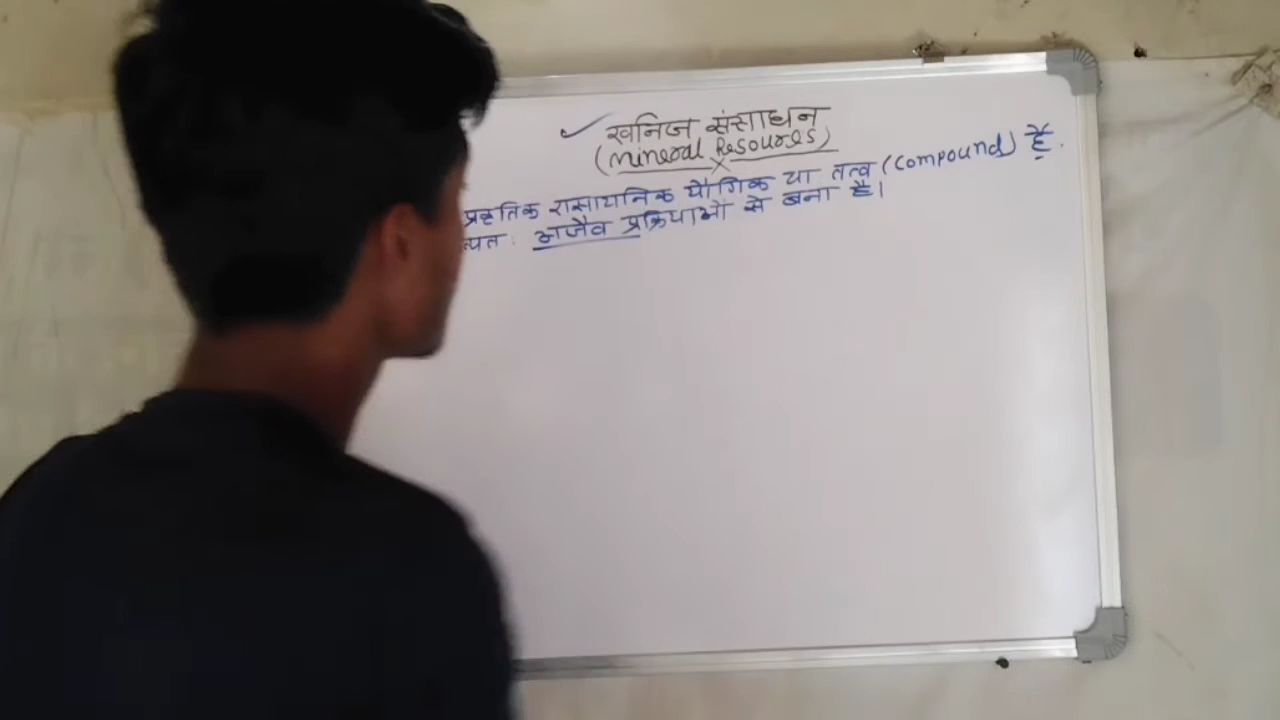 खनिज संसाधन
(Mineral Resources)
प्रकृतिक रासायनिक यौगिक या तत्व (Compound) हैं.
अजैव प्रक्रियाओं से बना है।